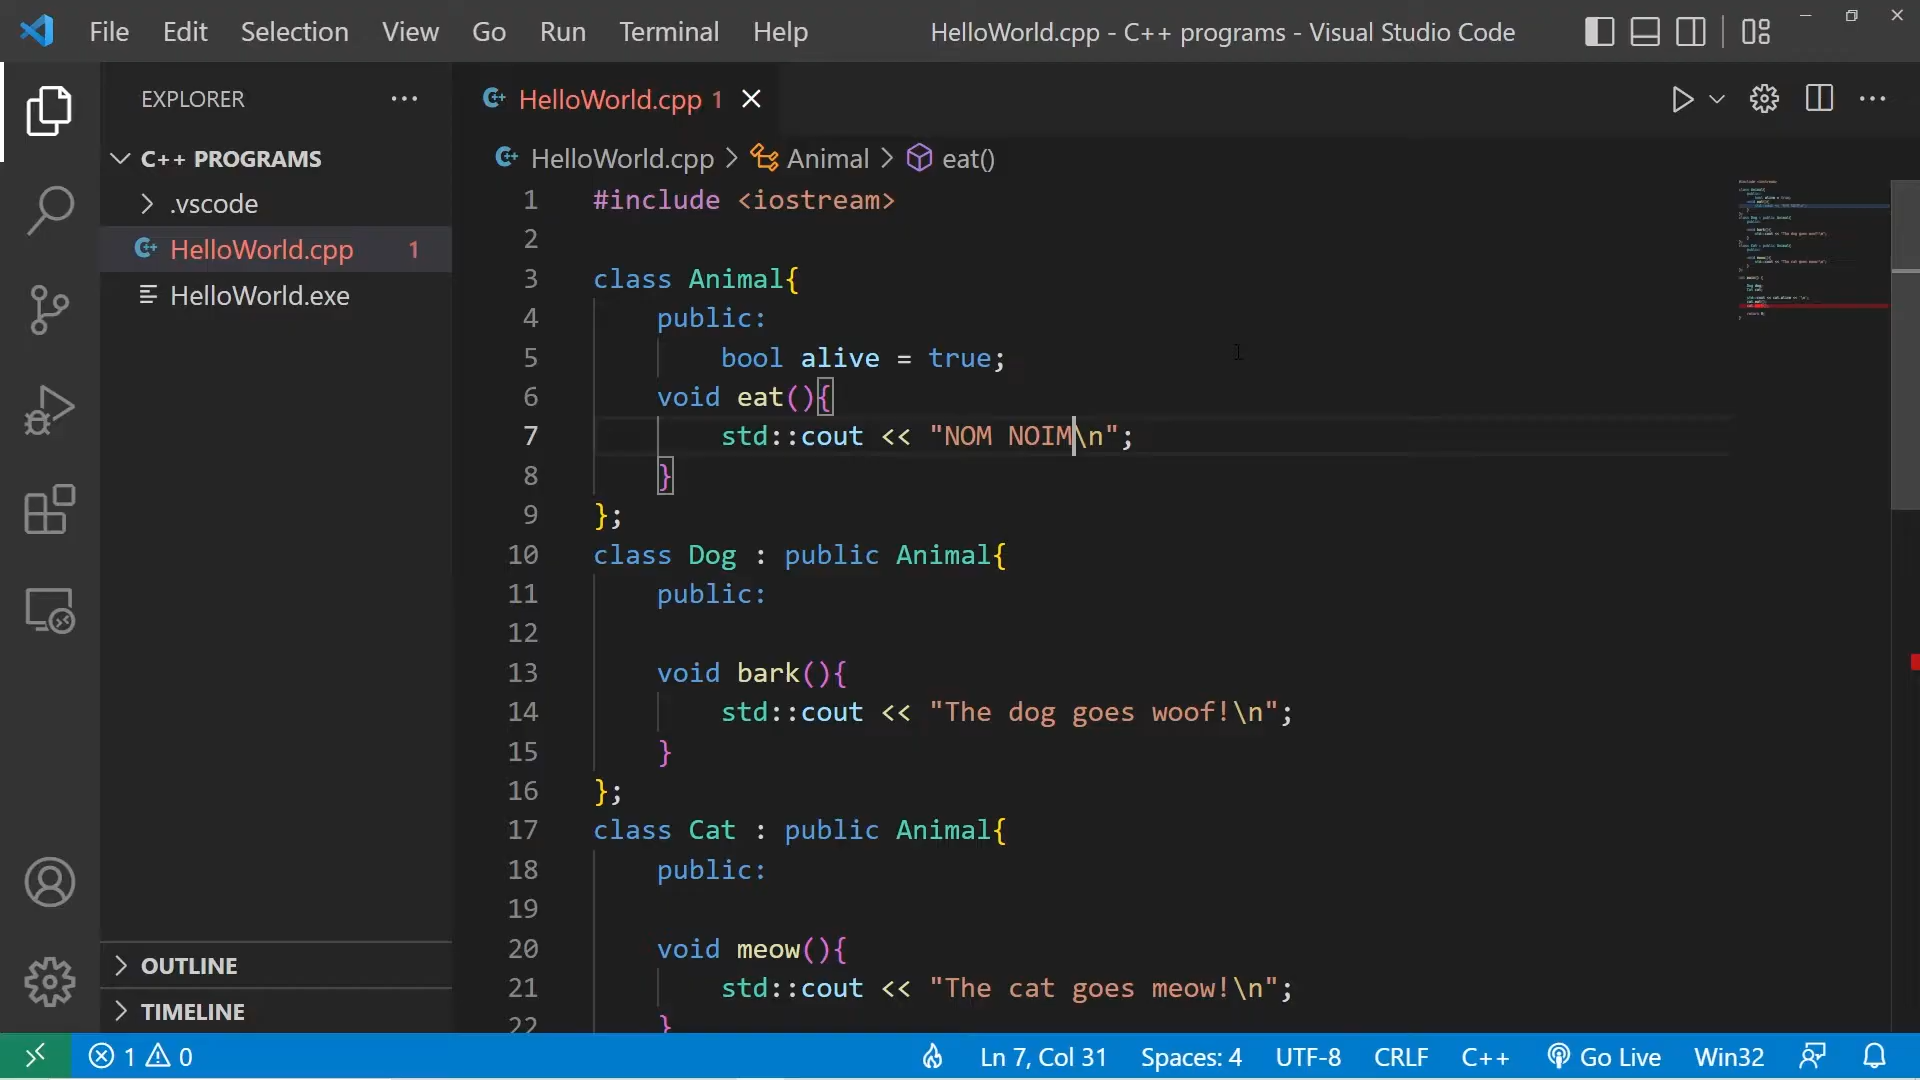 File Edit Selection View Go Run Terminal Help
HelloWorld.cpp - C++ programs - Visual Studio Code
EXPLORER
C++ PROGRAMS
.vscode
HelloWorld.cpp 1
HelloWorld.exe
OUTLINE
TIMELINE
HelloWorld.cpp 1
HelloWorld.cpp > Animal > eat()
1 #include <iostream>
2
3 class Animal{
4 public:
5 bool alive = true;
6 void eat(){
7 std::cout << "NOM NOIM\n";
8 }
9 };
10 class Dog : public Animal{
11 public:
12
13 void bark(){
14 std::cout << "The dog goes woof!\n";
15 }
16 };
17 class Cat : public Animal{
18 public:
19
20 void meow(){
21 std::cout << "The cat goes meow!\n";
22 }
1 0
Ln 7, Col 31 Spaces: 4 UTF-8 CRLF C++ Go Live Win32